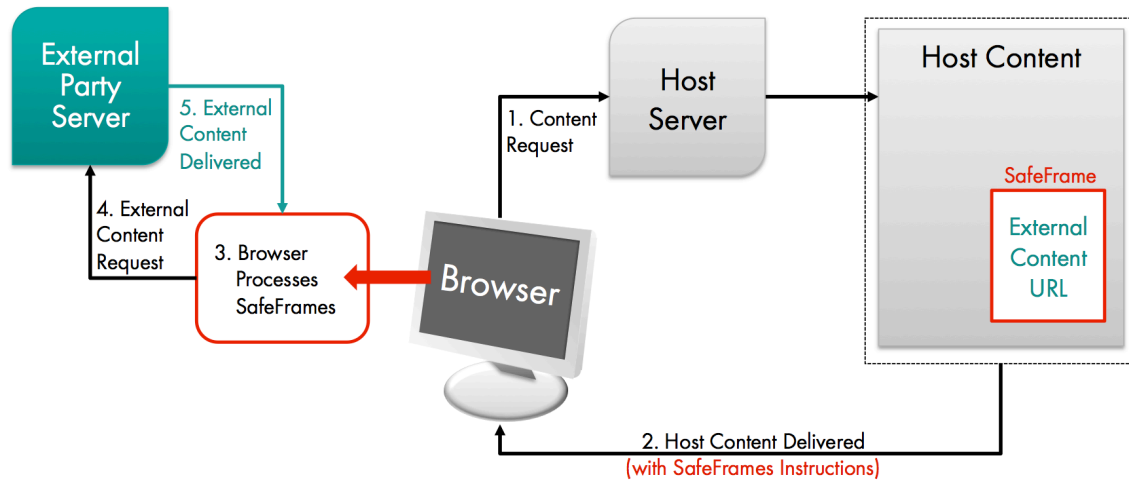 External
Party
Server
5. External
Content
Delivered
4. External
Content
Request
3. Browser
Processes
SafeFrames
Browser
1. Content
Request
Host
Server
Host Content
SafeFrame
External
Content
URL
2. Host Content Delivered
(with SafeFrames Instructions)